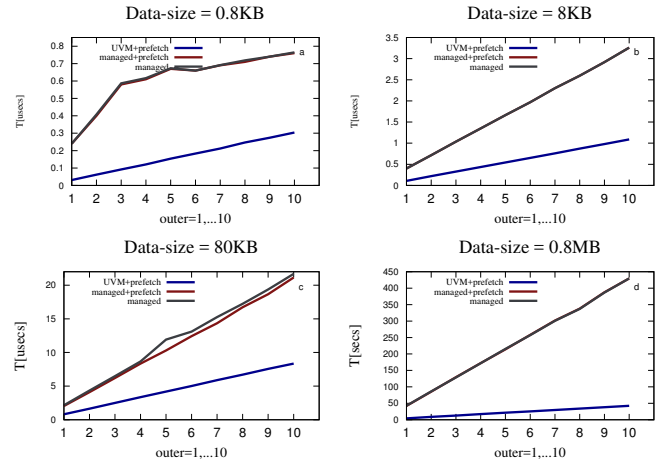 Data-size = 0.8KB
0.8
0.7
0.6
0.5
0.4
0.3
0.2
0.1
0
T[usecs]
UVM+prefetch
managed+prefetch
managed
a
1 2 3 4 5 6 7 8 9 10
outer=1,...10
Data-size = 8KB
3.5
3
2.5
2
1.5
1
0.5
0
T[usecs]
UVM+prefetch
managed+prefetch
managed
b
1 2 3 4 5 6 7 8 9 10
outer=1,...10
Data-size = 80KB
20
15
10
5
0
T[usecs]
UVM+prefetch
managed+prefetch
managed
c
1 2 3 4 5 6 7 8 9 10
outer=1,...10
Data-size = 0.8MB
450
400
350
300
250
200
150
100
50
0
T[secs]
UVM+prefetch
managed+prefetch
managed
d
1 2 3 4 5 6 7 8 9 10
outer=1,...10